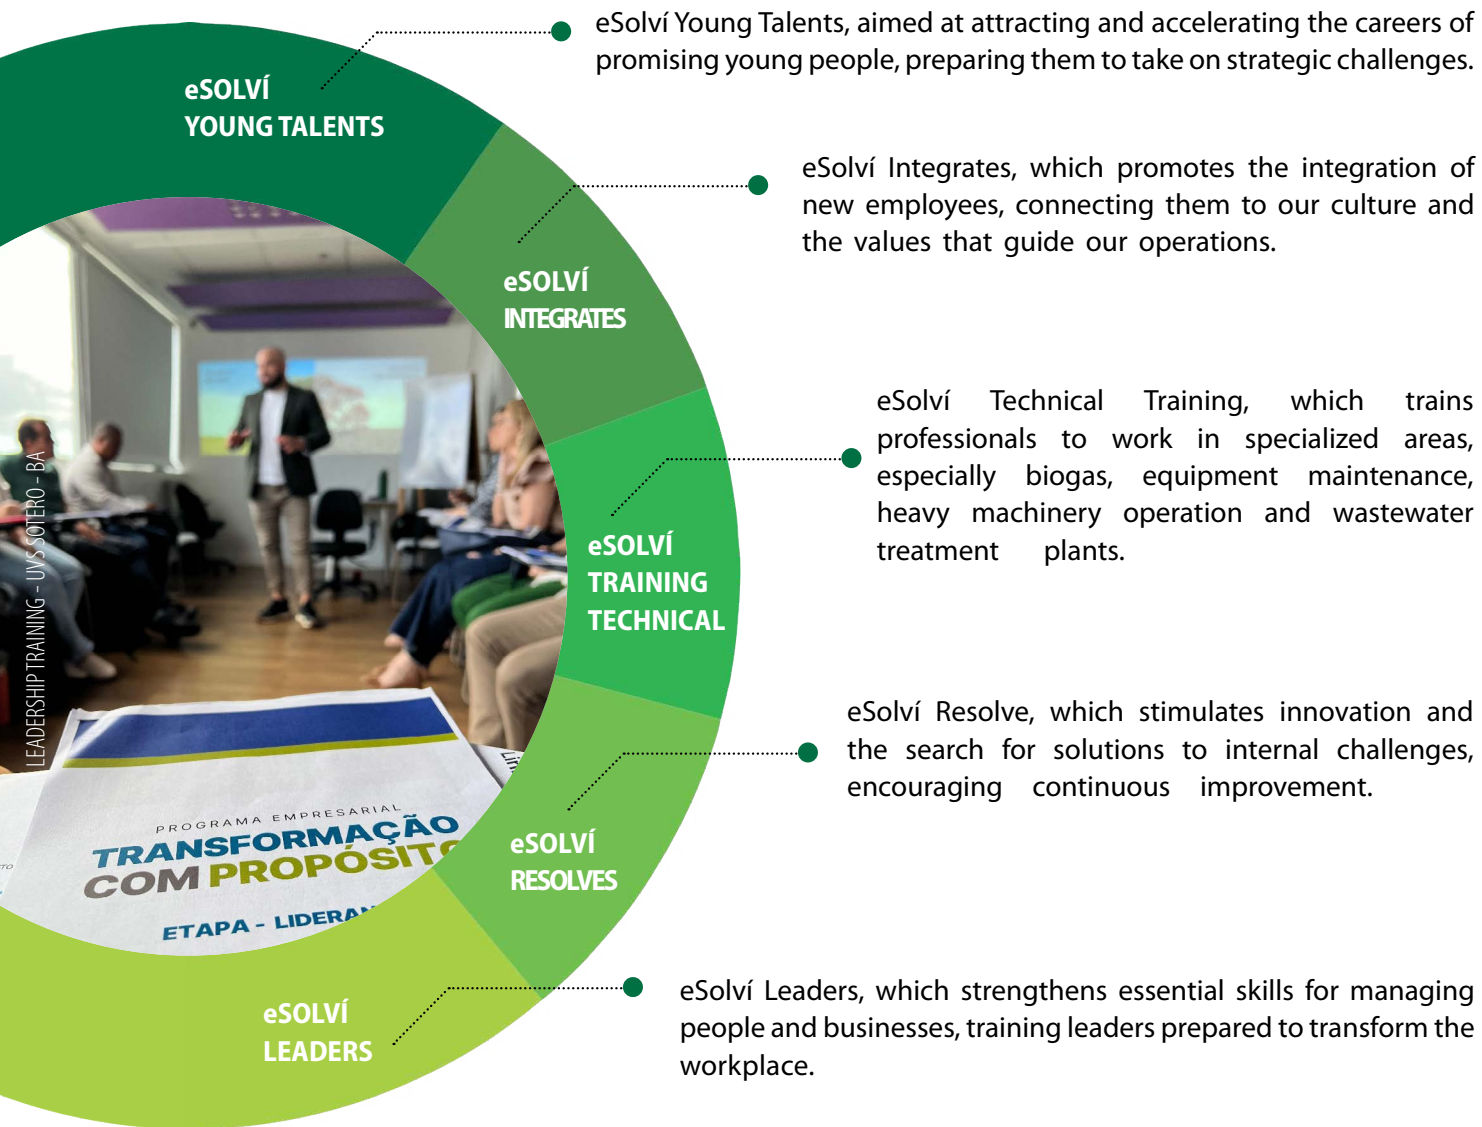 eSolví Young Talents, aimed at attracting and accelerating the careers of
promising young people, preparing them to take on strategic challenges.
eSOLVÍ
YOUNG TALENTS
eSolví Integrates, which promotes the integration of
new employees, connecting them to our culture and
the values that guide our operations.
eSOLVÍ
INTEGRATES
eSolví Technical Training, which trains
professionals to work in specialized areas,
especially biogas, equipment maintenance,
heavy machinery operation and wastewater
treatment plants.
eSOLVÍ
TRAINING
TECHNICAL
LEADERSHIP TRAINING - UVS SOTERO - BA
eSolví Resolve, which stimulates innovation and
the search for solutions to internal challenges,
encouraging continuous improvement.
eSOLVÍ
RESOLVES
PROGRAMA EMPRESARIAL
TRANSFORMAÇÃO
COM PROPÓSITO
ETAPA - LIDERAN
eSolví Leaders, which strengthens essential skills for managing
people and businesses, training leaders prepared to transform the
workplace.
eSOLVÍ
LEADERS